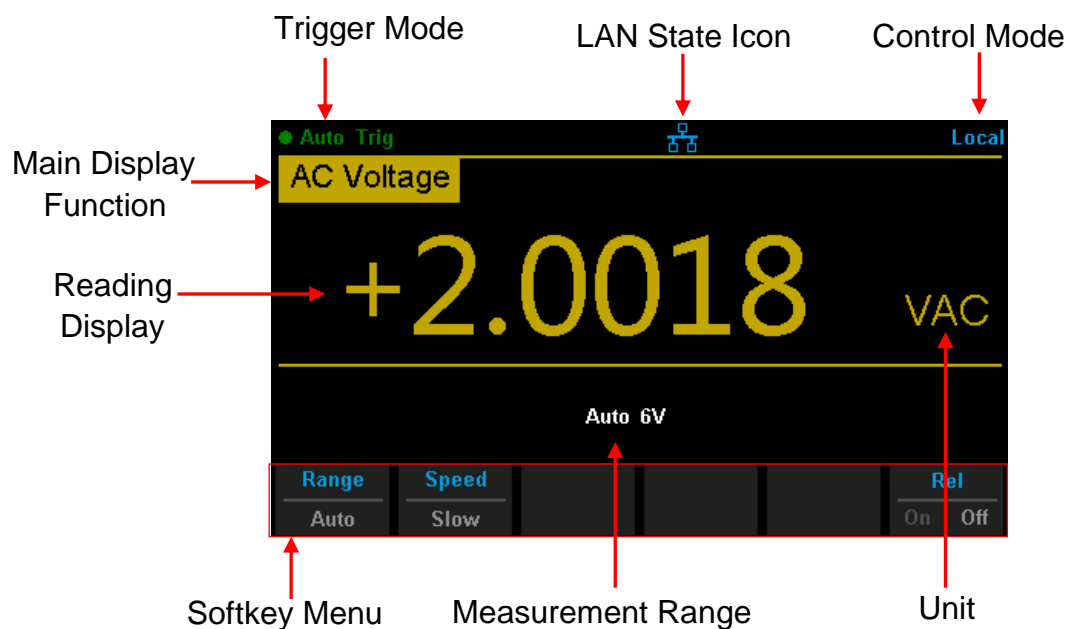 Trigger Mode
LAN State Icon
Control Mode
Auto Trig
Local
Main Display
Function
AC Voltage
Reading
Display
+2.0018
VAC
Auto 6V
Range
Speed
Rel
Auto
Slow
On Off
Softkey Menu
Measurement Range
Unit